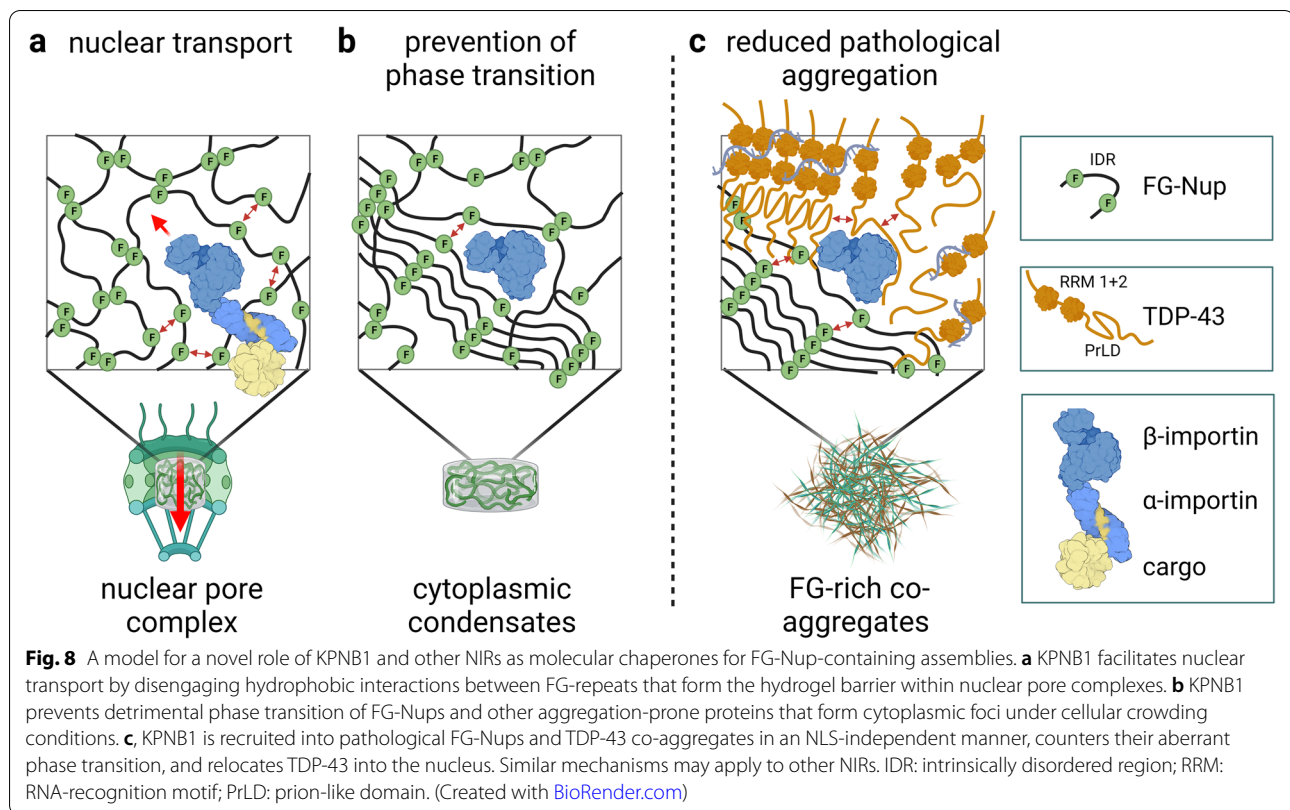 a nuclear transport
b prevention of
phase transition
c reduced pathological
aggregation
F F F F F F F F F F F F F F F F F F F F F F F
F F F F F F F F F F F F F F F F F F F F F F F
F F F F F F F F F F F F F
IDR
F
F
FG-Nup
RRM 1+2
TDP-43
PrLD
β-importin
α-importin
cargo
nuclear pore
complex
cytoplasmic
condensates
FG-rich co-
aggregates
Fig. 8 A model for a novel role of KPNB1 and other NIRs as molecular chaperones for FG-Nup-containing assemblies. a KPNB1 facilitates nuclear
transport by disengaging hydrophobic interactions between FG-repeats that form the hydrogel barrier within nuclear pore complexes. b KPNB1
prevents detrimental phase transition of FG-Nups and other aggregation-prone proteins that form cytoplasmic foci under cellular crowding
conditions. c, KPNB1 is recruited into pathological FG-Nups and TDP-43 co-aggregates in an NLS-independent manner, counters their aberrant
phase transition, and relocates TDP-43 into the nucleus. Similar mechanisms may apply to other NIRs. IDR: intrinsically disordered region; RRM:
RNA-recognition motif; PrLD: prion-like domain. (Created with BioRender.com)